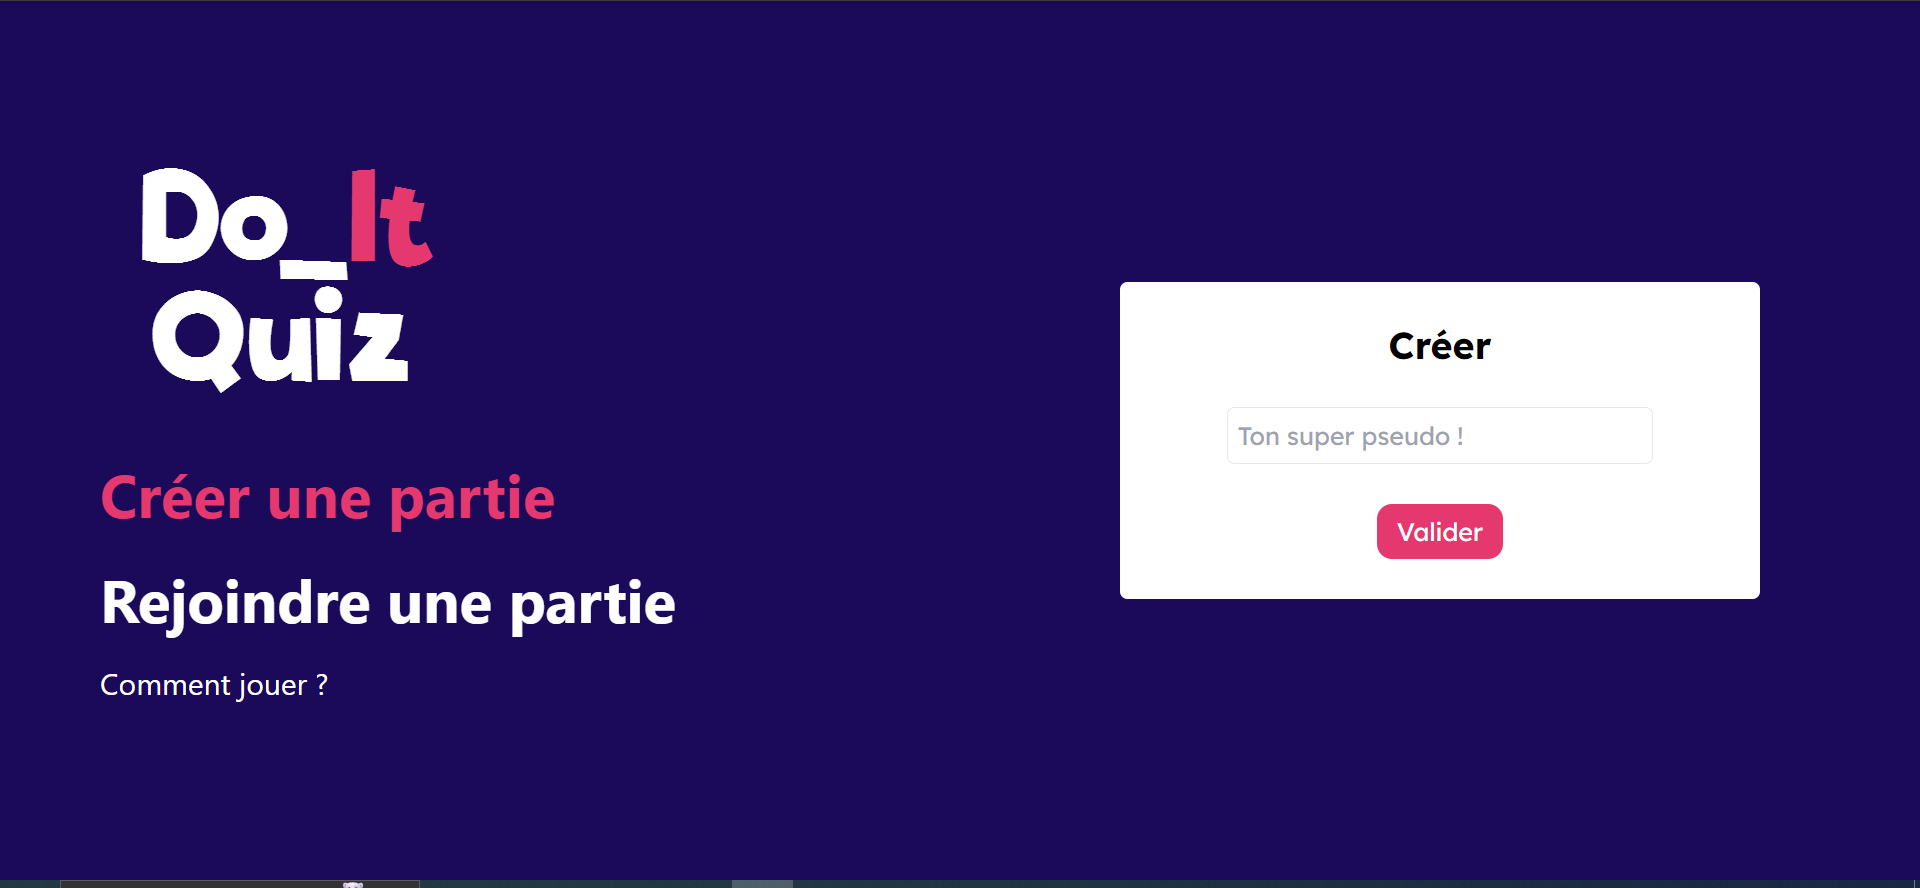 Do_It
Quiz
Créer une partie
Rejoindre une partie
Comment jouer ?
Créer
Ton super pseudo !
Valider